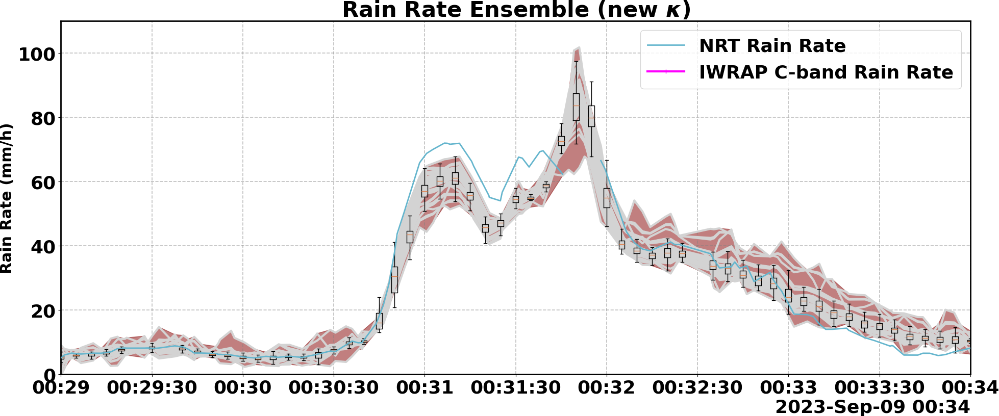 Rain Rate Ensemble (new κ)
NRT Rain Rate
IWRAP C-band Rain Rate
Rain Rate (mm/h)
100
80
60
40
20
0
00:29 00:29:30 00:30 00:30:30 00:31 00:31:30 00:32 00:32:30 00:33 00:33:30 00:34
2023-Sep-09 00:34